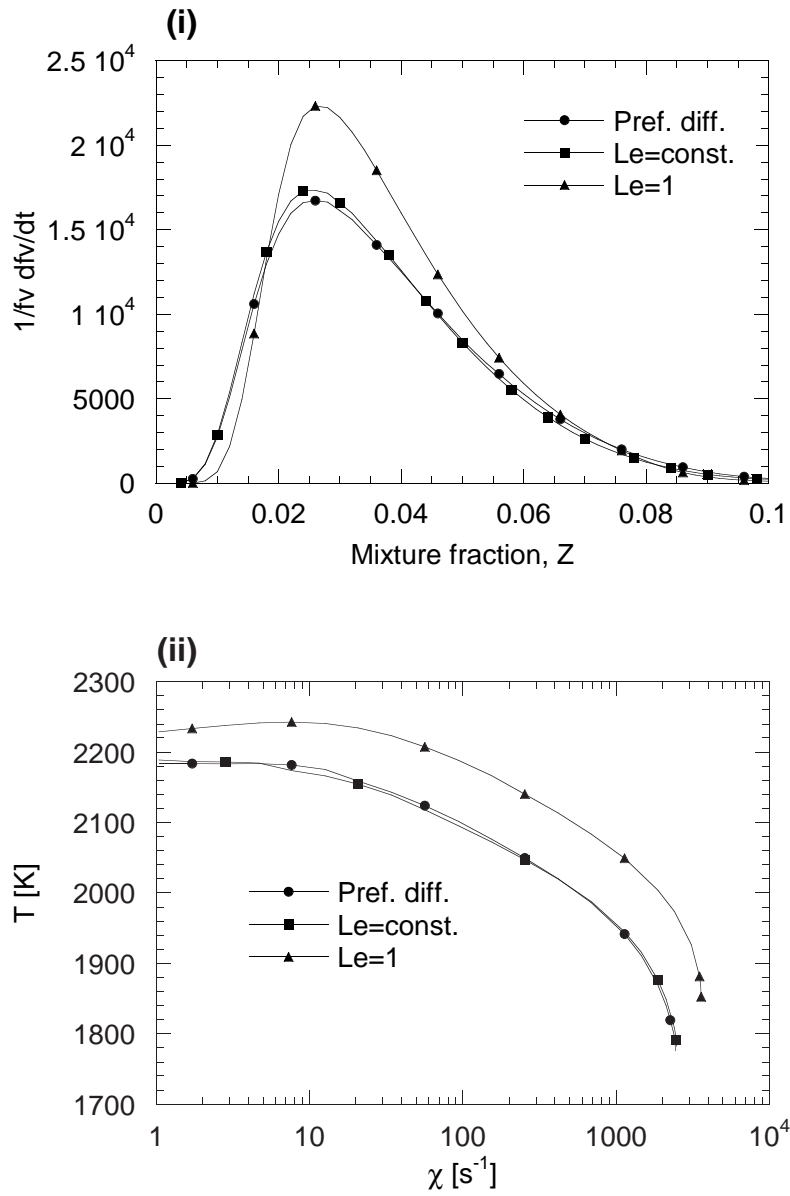 (i)
2.5 10⁴
2 10⁴
1.5 10⁴
1 10⁴
5000
0
1/fv dfv/dt
Pref. diff.
Le=const.
Le=1
0 0.02 0.04 0.06 0.08 0.1
Mixture fraction, Z
(ii)
2300
2200
2100
2000
1900
1800
1700
T [K]
Pref. diff.
Le=const.
Le=1
1 10 100 1000 10⁴
χ [s⁻¹]